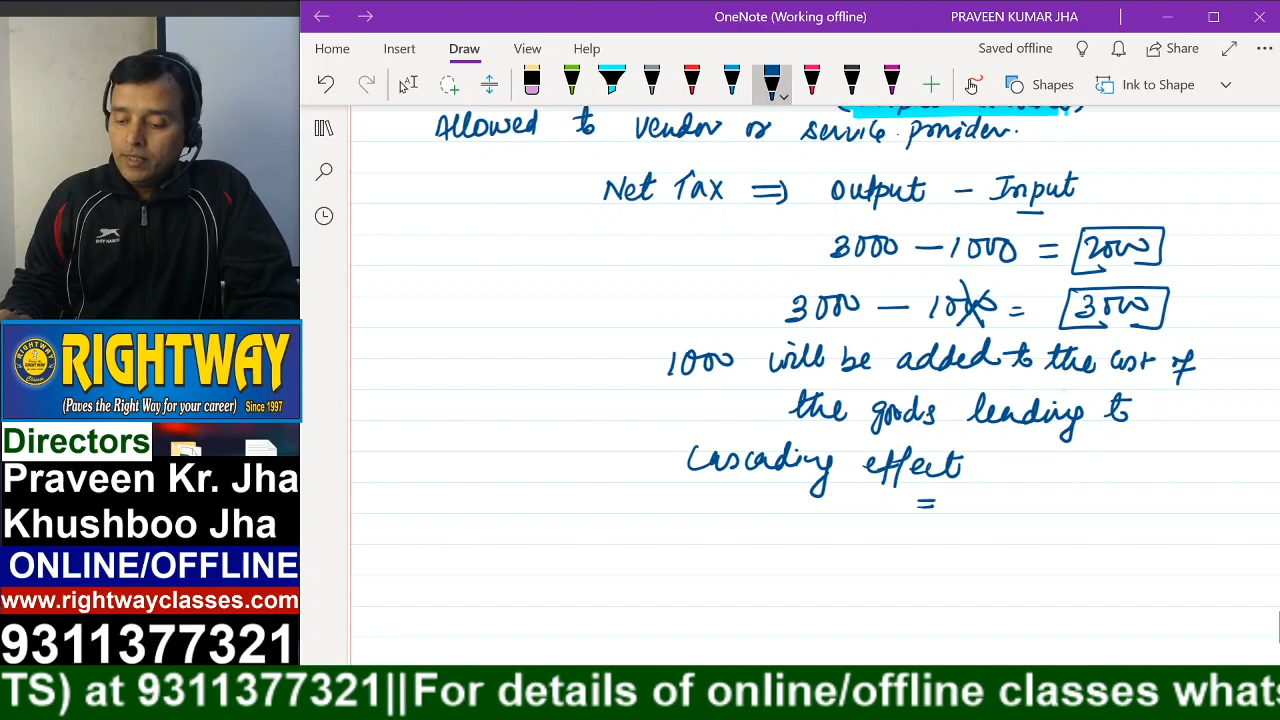 OneNote (Working offline)
PRAVEEN KUMAR JHA
Home Insert Draw View Help
Saved offline
Share
Shapes
Ink to Shape
Allowed to vendor or service provider.
Net Tax ⇒ Output - Input
3000 - 1000 = 2000
3000 - 1000 = 3000
1000 will be added to the cost of
the goods leading to
Cascading effect
=
RIGHTWAY
(Paves the Right Way for your career) Since 1997
Directors
Praveen Kr. Jha
Khushboo Jha
ONLINE/OFFLINE
www.rightwayclasses.com
9311377321
TS) at 9311377321||For details of online/offline classes whats